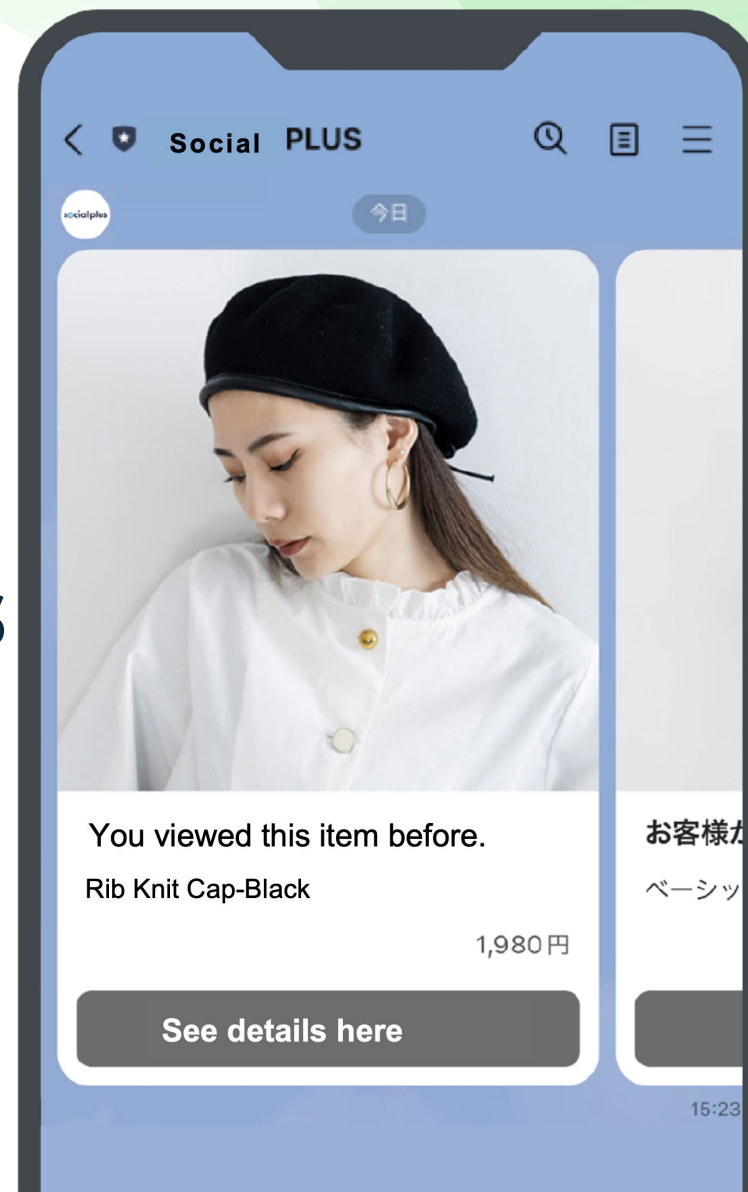 Social PLUS
socialplus
今日
You viewed this item before.
Rib Knit Cap-Black
1,980円
See details here
お客様が
ベーシッ
15:23
s